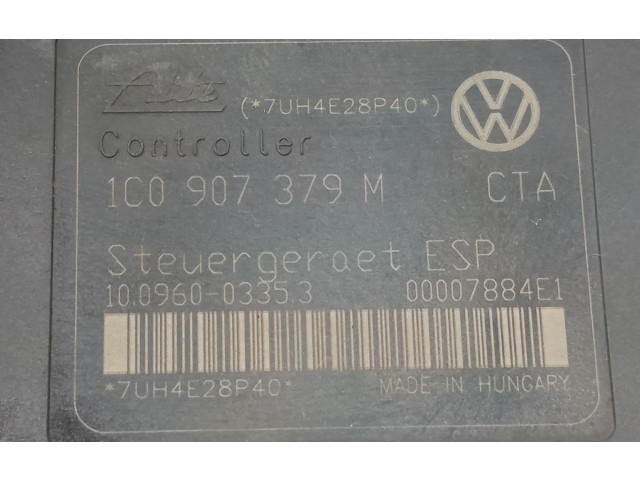 Ate (*7UH4E28P40*)
Controller
1C0 907 379 M CTA
Steuergeraet ESP
10.0960-0335.3 00007884E1
*7UH4E28P40* MADE IN HUNGARY